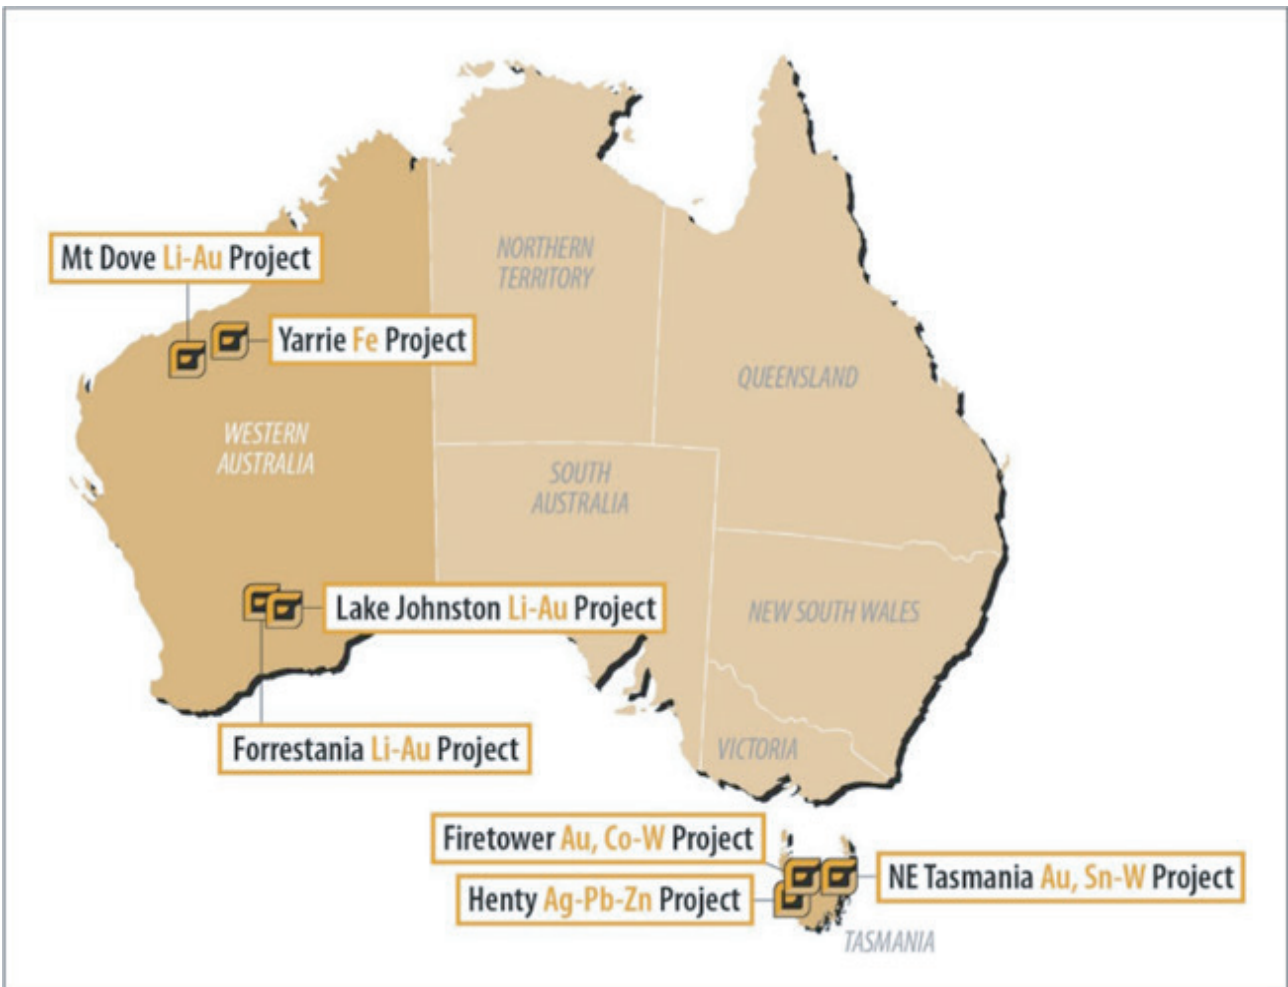 NORTHERN
TERRITORY
Mt Dove Li-Au Project
Yarrie Fe Project
QUEENSLAND
WESTERN
AUSTRALIA
SOUTH
AUSTRALIA
Lake Johnston Li-Au Project
NEW SOUTH WALES
Forrestania Li-Au Project
VICTORIA
Firetower Au, Co-W Project
NE Tasmania Au, Sn-W Project
Henty Ag-Pb-Zn Project
TASMANIA